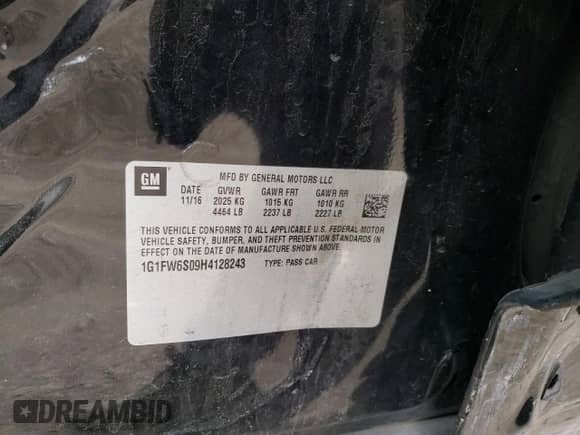 GM
MFD BY GENERAL MOTORS LLC
DATE GVWR GAWR FRT GAWR RR
11/16 2025 KG 1015 KG 1010 KG
4464 LB 2237 LB 2227 LB
THIS VEHICLE CONFORMS TO ALL APPLICABLE U.S. FEDERAL MOTOR
VEHICLE SAFETY, BUMPER, AND THEFT PREVENTION STANDARDS IN
EFFECT ON THE DATE OF MANUFACTURE SHOWN ABOVE.
1G1FW6S09H4128243 TYPE: PASS CAR
DREAMBID